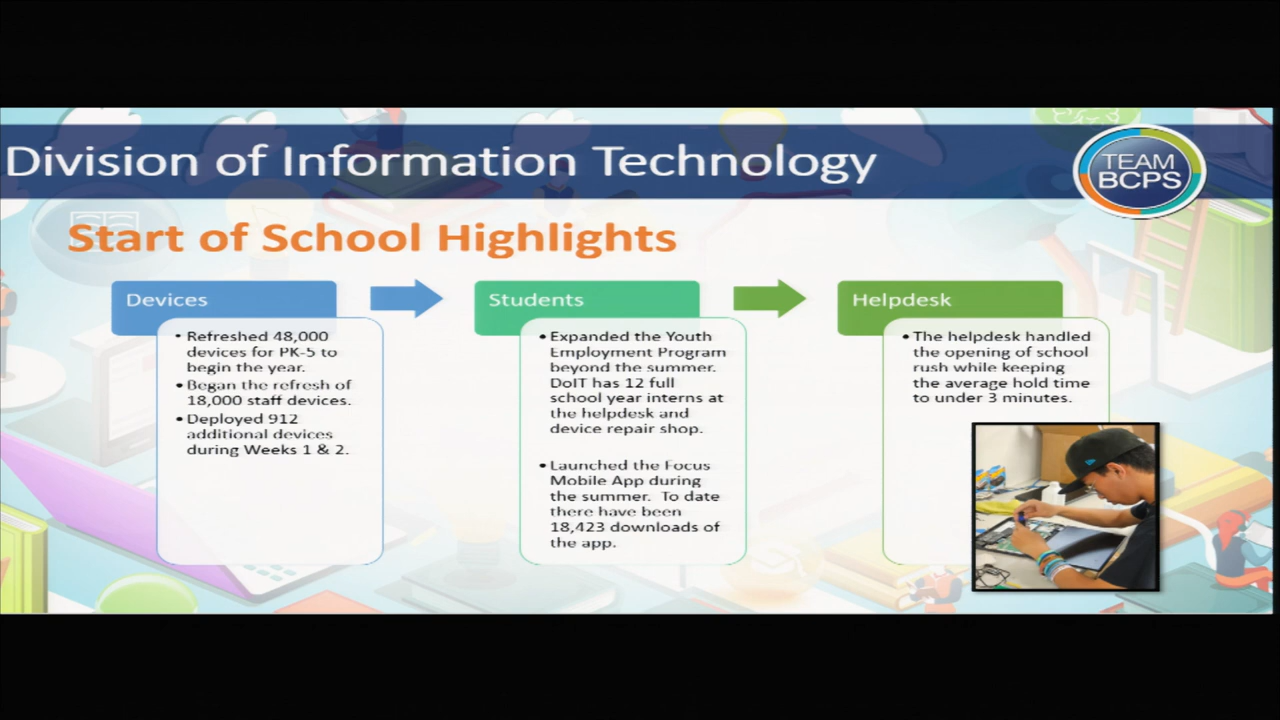 Division of Information Technology
TEAM
BCPS
Start of School Highlights
Devices
• Refreshed 48,000
devices for PK-5 to
begin the year.
• Began the refresh of
18,000 staff devices.
• Deployed 912
additional devices
during Weeks 1 & 2.
Students
• Expanded the Youth
Employment Program
beyond the summer.
DoIT has 12 full
school year interns at
the helpdesk and
device repair shop.
• Launched the Focus
Mobile App during
the summer. To date
there have been
18,423 downloads of
the app.
Helpdesk
• The helpdesk handled
the opening of school
rush while keeping
the average hold time
to under 3 minutes.